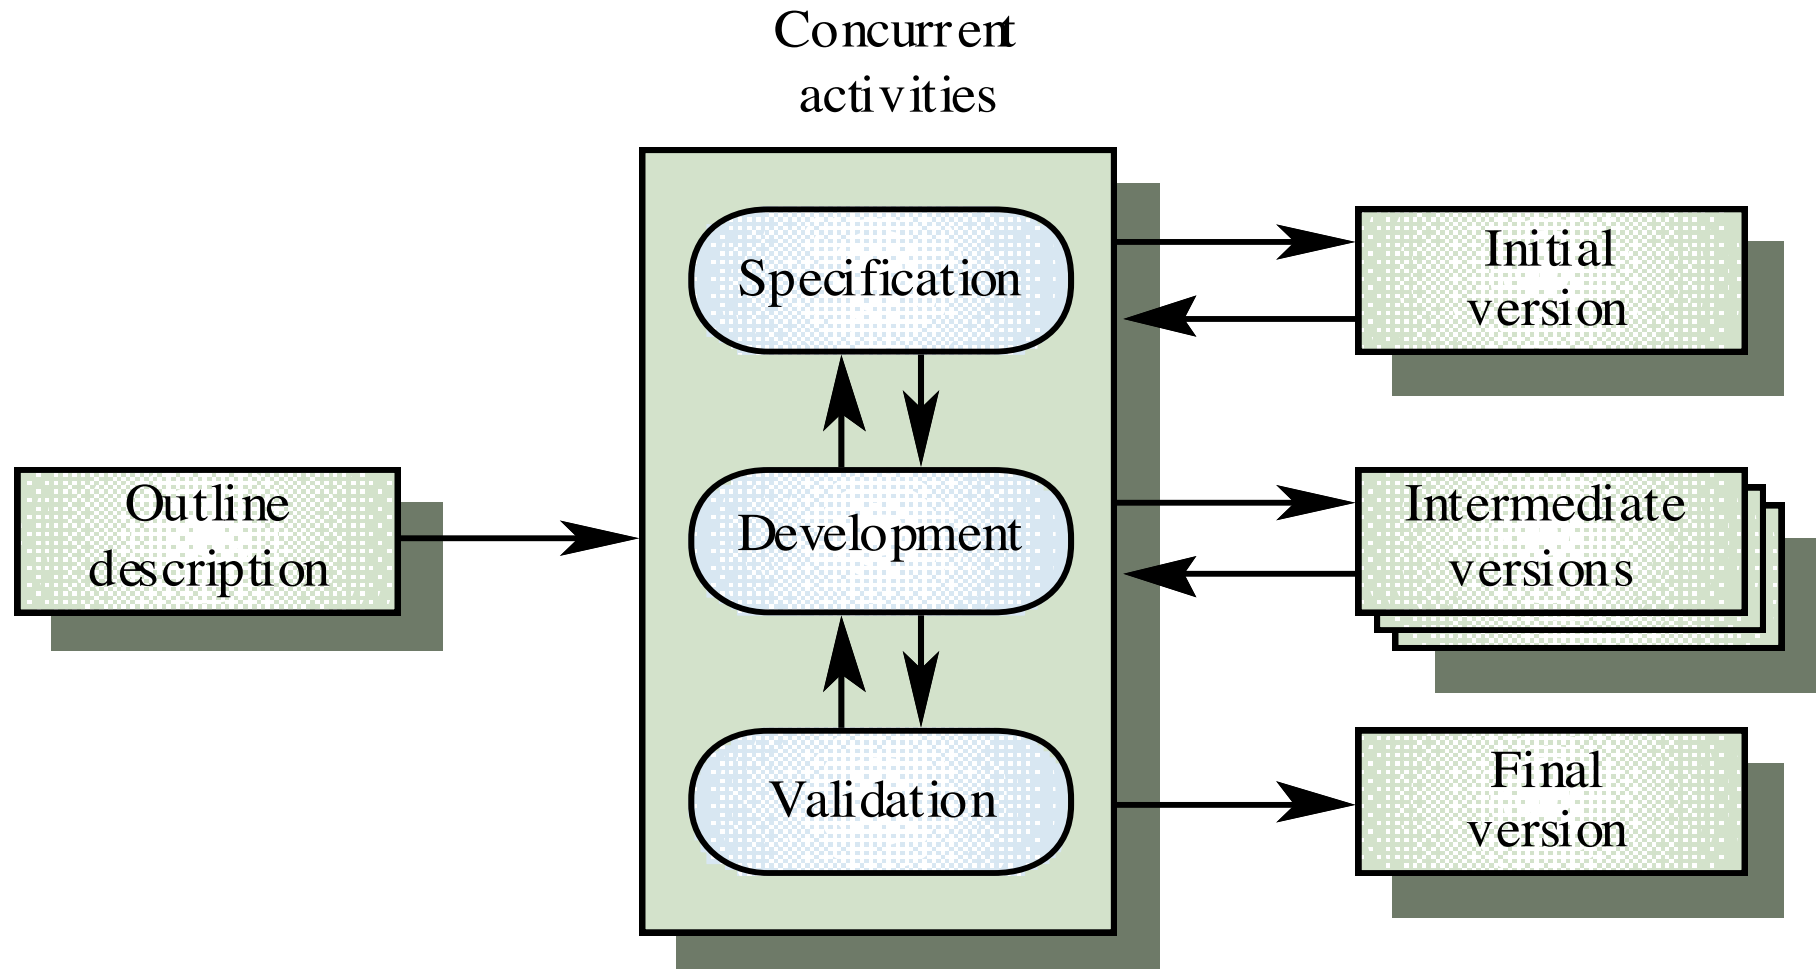 Concurrent
activities
Specification
Initial
version
Outline
description
Development
Intermediate
versions
Validation
Final
version